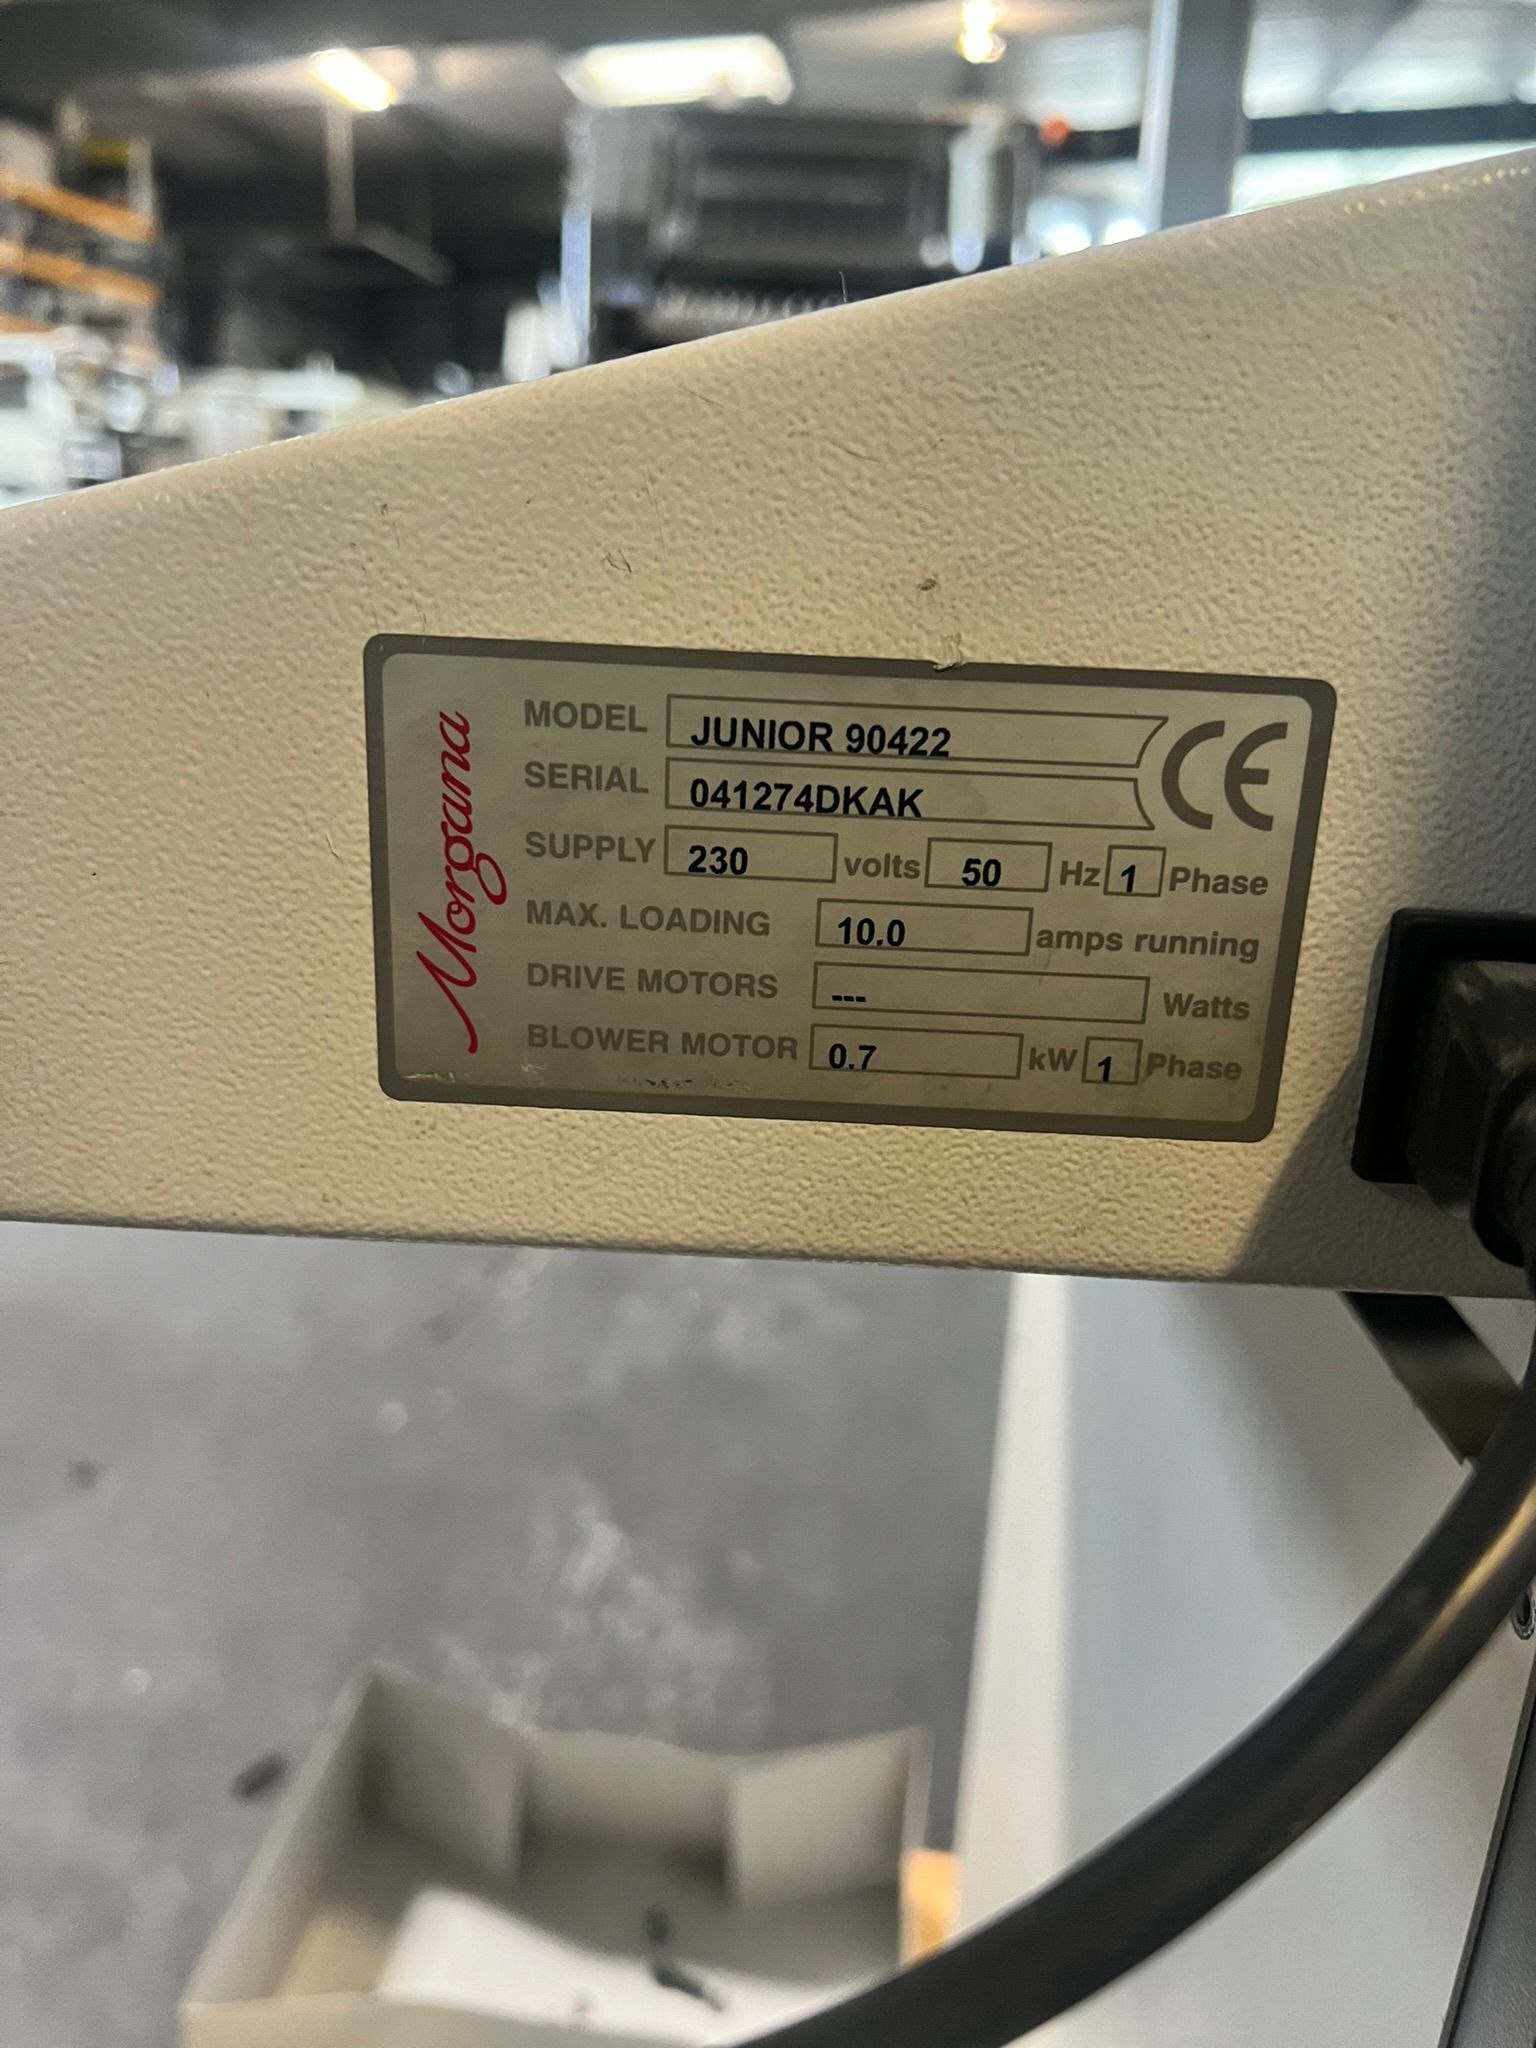 Morgana
MODEL JUNIOR 90422 CE
SERIAL 041274DKAK
SUPPLY 230 volts 50 Hz 1 Phase
MAX. LOADING 10.0 amps running
DRIVE MOTORS --- Watts
BLOWER MOTOR 0.7 kW 1 Phase